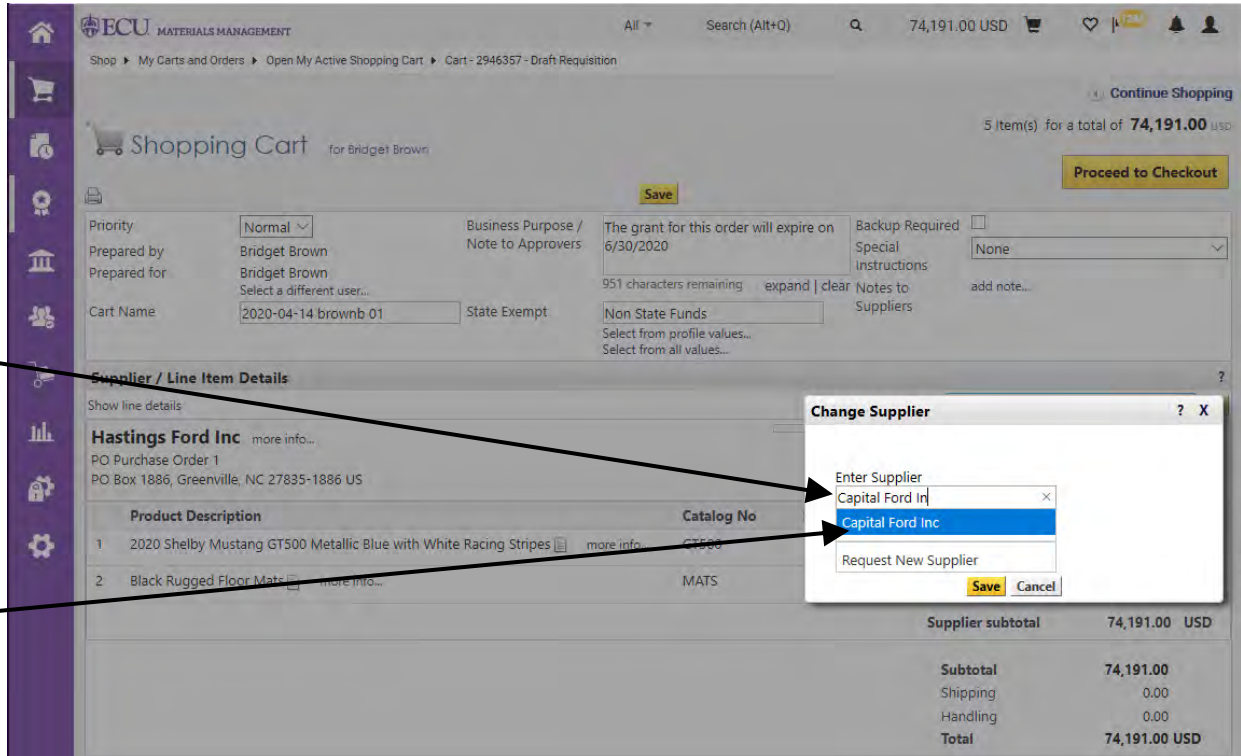 ECU MATERIALS MANAGEMENT
All
Search (Alt+Q)
74,191.00 USD
Shop My Carts and Orders Open My Active Shopping Cart Cart - 2946357 - Draft Requisition
Continue Shopping
5 Item(s) for a total of 74,191.00 USD
Shopping Cart for Bridget Brown
Proceed to Checkout
Save
Priority
Normal
Prepared by
Bridget Brown
Prepared for
Bridget Brown
Select a different user...
Cart Name
2020-04-14 brownb 01
Business Purpose /
Note to Approvers
The grant for this order will expire on
6/30/2020
951 characters remaining expand | clear
State Exempt
Non State Funds
Select from profile values...
Select from all values...
Backup Required
Special
Instructions
None
Notes to
Suppliers
add note...
Supplier / Line Item Details
?
Show line details
Hastings Ford Inc more info...
PO Purchase Order 1
PO Box 1886, Greenville, NC 27835-1886 US
Product Description
Catalog No
1 2020 Shelby Mustang GT500 Metallic Blue with White Racing Stripes more info... GT500
2 Black Rugged Floor Mats more info... MATS
Change Supplier
? X
Enter Supplier
Capital Ford In
×
Capital Ford Inc
Request New Supplier
Save Cancel
Supplier subtotal 74,191.00 USD
Subtotal 74,191.00
Shipping 0.00
Handling 0.00
Total 74,191.00 USD